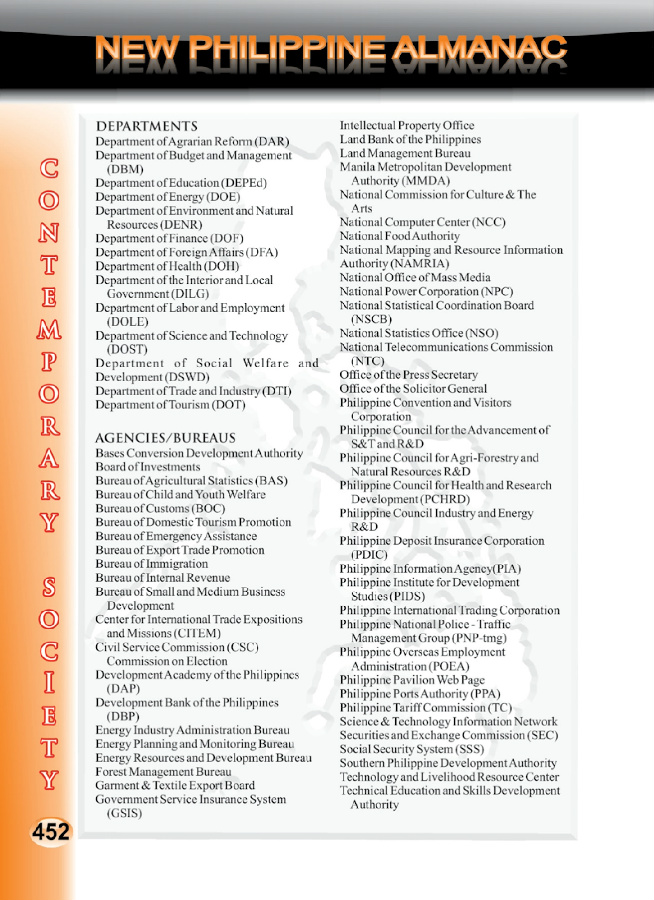 NEW PHILIPPINE ALMANAC
CONTEMPORARY SOCIETY
DEPARTMENTS
Department of Agrarian Reform (DAR)
Department of Budget and Management
(DBM)
Department of Education (DEPEd)
Department of Energy (DOE)
Department of Environment and Natural
Resources (DENR)
Department of Finance (DOF)
Department of Foreign Affairs (DFA)
Department of Health (DOH)
Department of the Interior and Local
Government (DILG)
Department of Labor and Employment
(DOLE)
Department of Science and Technology
(DOST)
Department of Social Welfare and
Development (DSWD)
Department of Trade and Industry (DTI)
Department of Tourism (DOT)
AGENCIES/BUREAUS
Bases Conversion Development Authority
Board of Investments
Bureau of Agricultural Statistics (BAS)
Bureau of Child and Youth Welfare
Bureau of Customs (BOC)
Bureau of Domestic Tourism Promotion
Bureau of Emergency Assistance
Bureau of Export Trade Promotion
Bureau of Immigration
Bureau of Internal Revenue
Bureau of Small and Medium Business
Development
Center for International Trade Expositions
and Missions (CITEM)
Civil Service Commission (CSC)
Commission on Election
Development Academy of the Philippines
(DAP)
Development Bank of the Philippines
(DBP)
Energy Industry Administration Bureau
Energy Planning and Monitoring Bureau
Energy Resources and Development Bureau
Forest Management Bureau
Garment & Textile Export Board
Government Service Insurance System
(GSIS)
Intellectual Property Office
Land Bank of the Philippines
Land Management Bureau
Manila Metropolitan Development
Authority (MMDA)
National Commission for Culture & The
Arts
National Computer Center (NCC)
National Food Authority
National Mapping and Resource Information
Authority (NAMRIA)
National Office of Mass Media
National Power Corporation (NPC)
National Statistical Coordination Board
(NSCB)
National Statistics Office (NSO)
National Telecommunications Commission
(NTC)
Office of the Press Secretary
Office of the Solicitor General
Philippine Convention and Visitors
Corporation
Philippine Council for the Advancement of
S&T and R&D
Philippine Council for Agri-Forestry and
Natural Resources R&D
Philippine Council for Health and Research
Development (PCHRD)
Philippine Council Industry and Energy
R&D
Philippine Deposit Insurance Corporation
(PDIC)
Philippine Information Agency(PIA)
Philippine Institute for Development
Studies (PIDS)
Philippine International Trading Corporation
Philippine National Police - Traffic
Management Group (PNP-tmg)
Philippine Overseas Employment
Administration (POEA)
Philippine Pavilion Web Page
Philippine Ports Authority (PPA)
Philippine Tariff Commission (TC)
Science & Technology Information Network
Securities and Exchange Commission (SEC)
Social Security System (SSS)
Southern Philippine Development Authority
Technology and Livelihood Resource Center
Technical Education and Skills Development
Authority
452